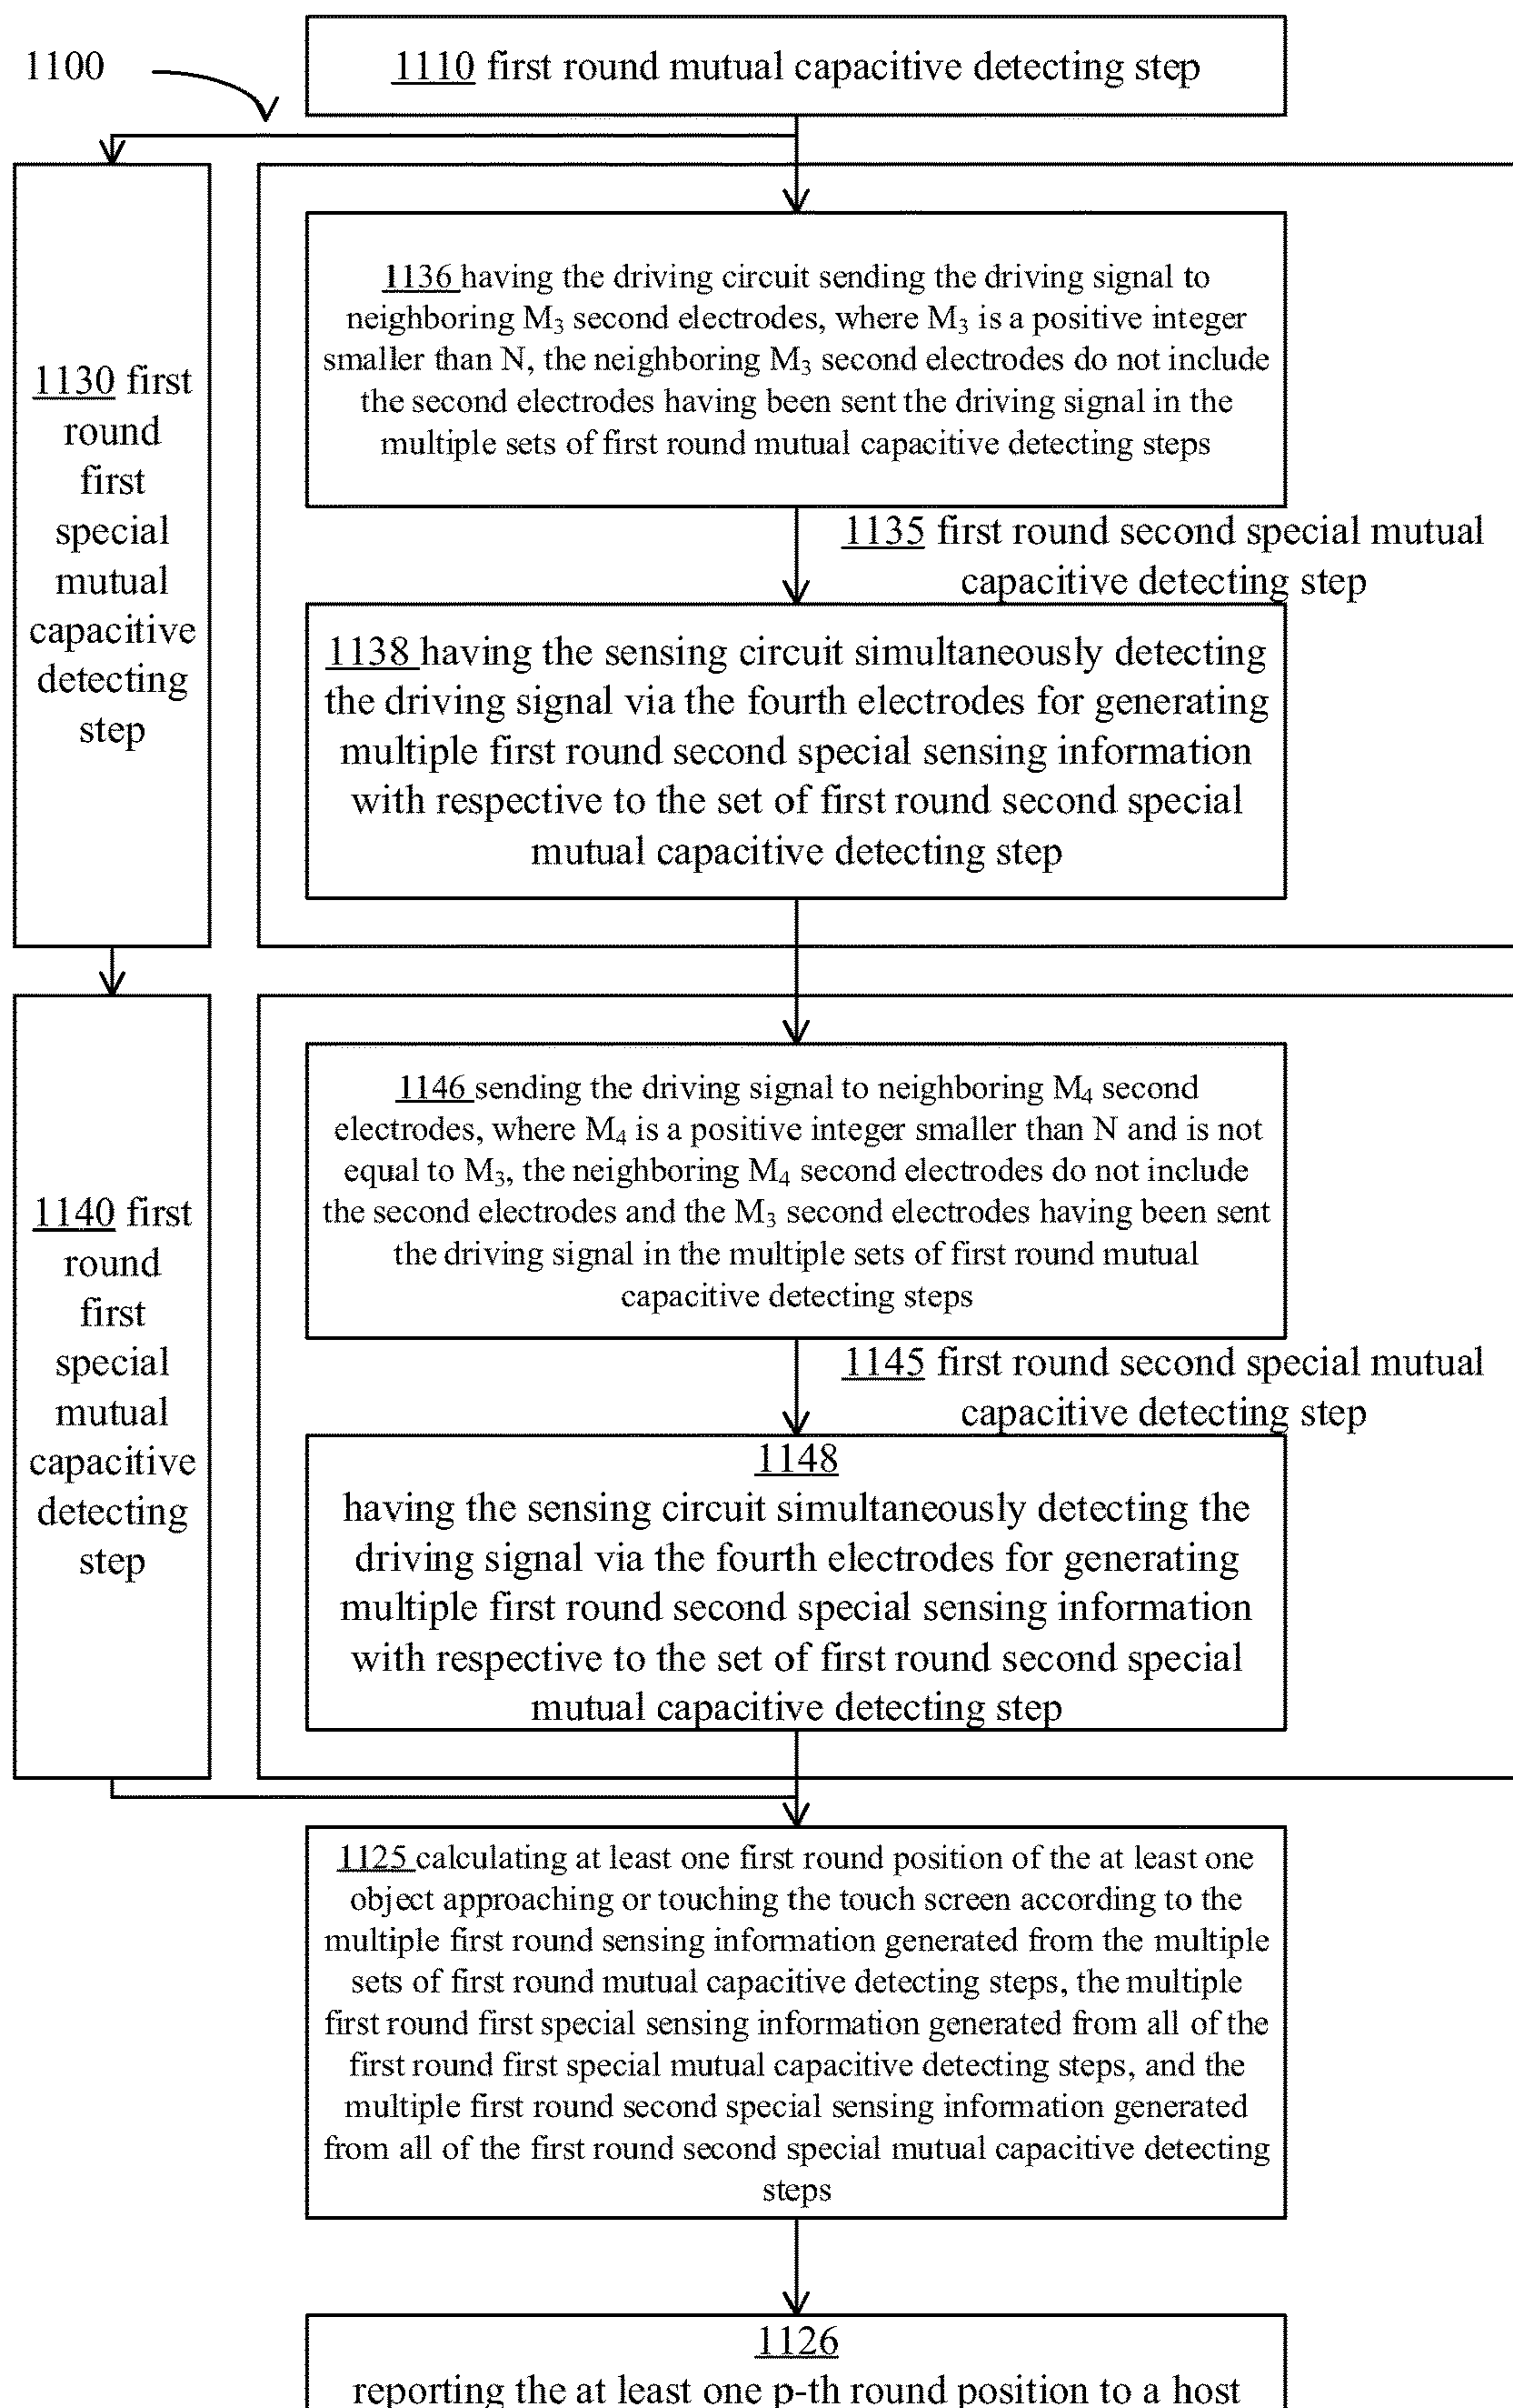 1100
1110 first round mutual capacitive detecting step
1130 first
round
first
special
mutual
capacitive
detecting
step
1136 having the driving circuit sending the driving signal to
neighboring M₃ second electrodes, where M₃ is a positive integer
smaller than N, the neighboring M₃ second electrodes do not include
the second electrodes having been sent the driving signal in the
multiple sets of first round mutual capacitive detecting steps
1135 first round second special mutual
capacitive detecting step
1138 having the sensing circuit simultaneously detecting
the driving signal via the fourth electrodes for generating
multiple first round second special sensing information
with respective to the set of first round second special
mutual capacitive detecting step
1140 first
round
first
special
mutual
capacitive
detecting
step
1146 sending the driving signal to neighboring M₄ second
electrodes, where M₄ is a positive integer smaller than N and is not
equal to M₃, the neighboring M₄ second electrodes do not include
the second electrodes and the M₃ second electrodes having been sent
the driving signal in the multiple sets of first round mutual
capacitive detecting steps
1145 first round second special mutual
capacitive detecting step
1148
having the sensing circuit simultaneously detecting the
driving signal via the fourth electrodes for generating
multiple first round second special sensing information
with respective to the set of first round second special
mutual capacitive detecting step
1125 calculating at least one first round position of the at least one
object approaching or touching the touch screen according to the
multiple first round sensing information generated from the multiple
sets of first round mutual capacitive detecting steps, the multiple
first round first special sensing information generated from all of the
first round first special mutual capacitive detecting steps, and the
multiple first round second special sensing information generated
from all of the first round second special mutual capacitive detecting
steps
1126
reporting the at least one p-th round position to a host